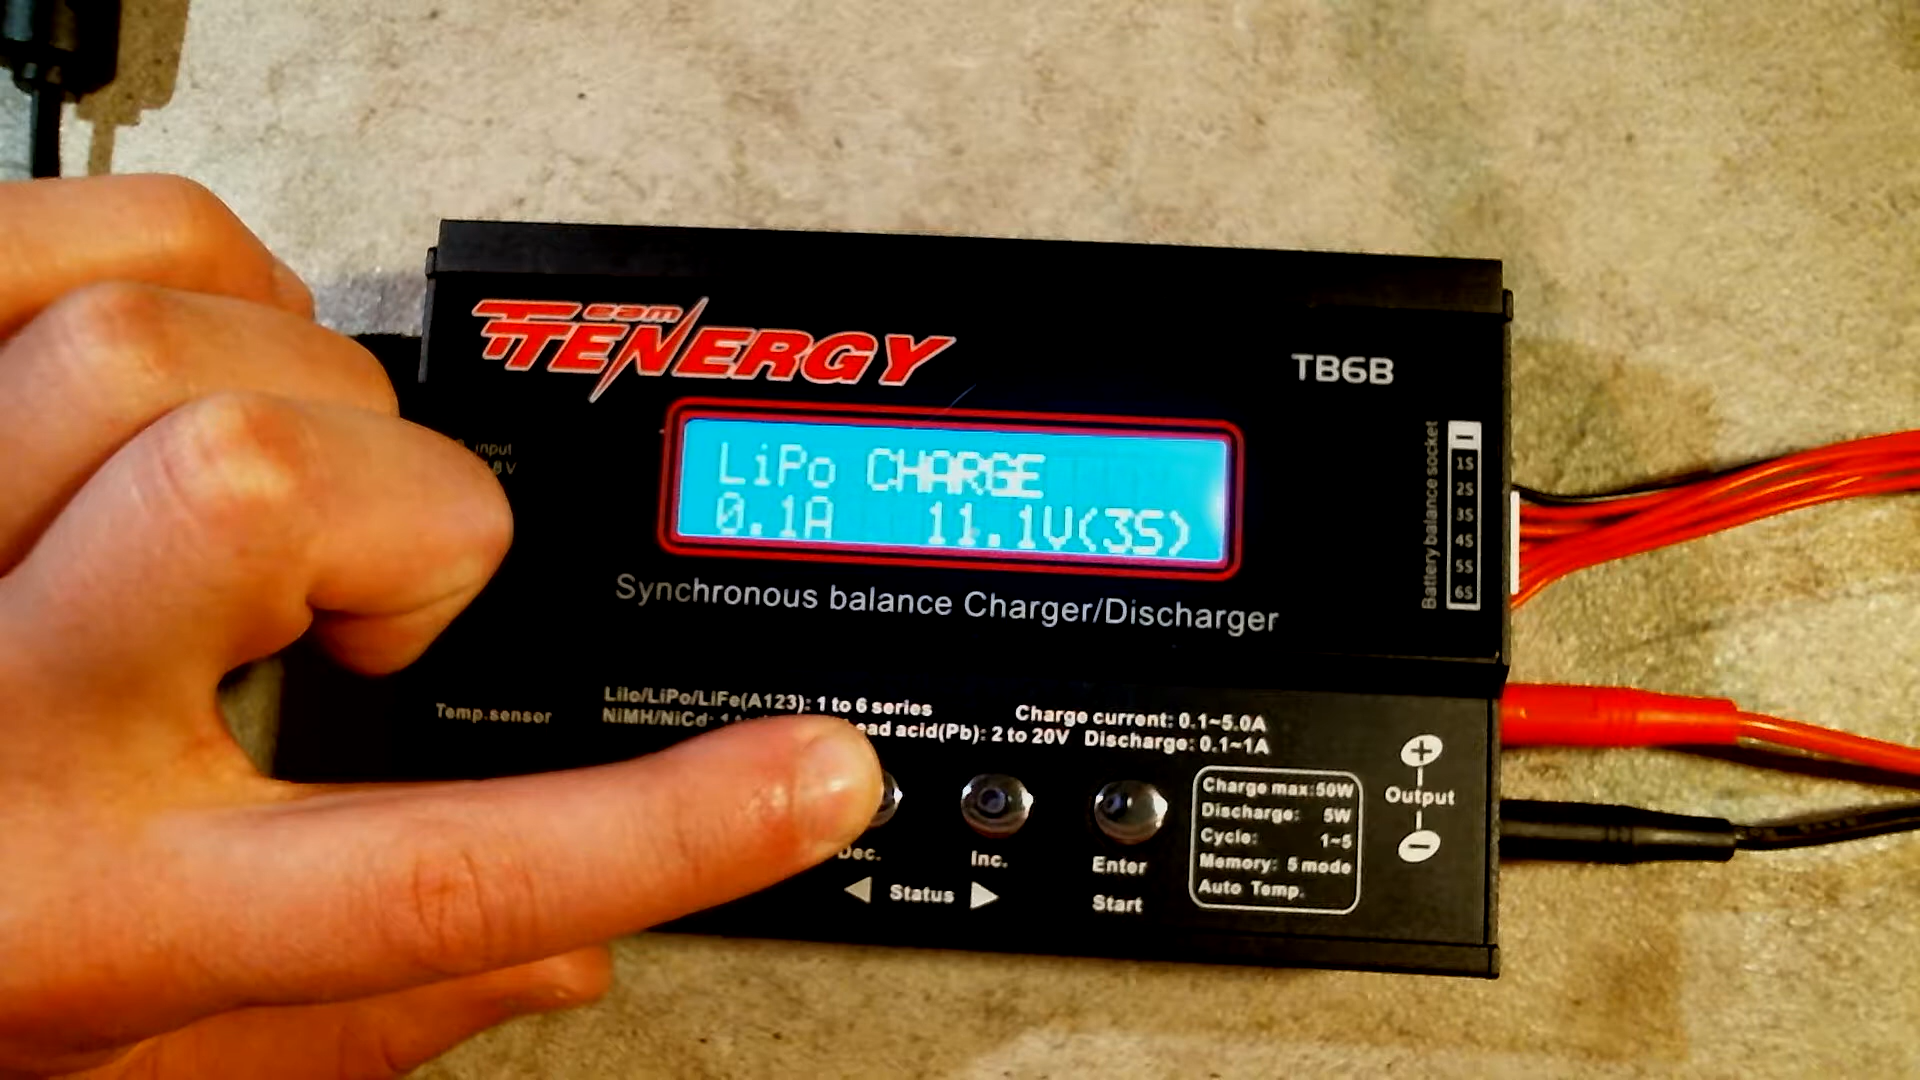 Team TENERGY
TB6B
input
8 V
LiPo CHARGE
0.1A 11.1V(3S)
Battery balance socket
1S
2S
3S
4S
5S
6S
Synchronous balance Charger/Discharger
Temp.sensor
LiIo/LiPo/LiFe(A123): 1 to 6 series
NiMH/NiCd: ead acid(Pb): 2 to 20V
Charge current: 0.1~5.0A
Discharge: 0.1~1A
Dec.
Inc.
Enter
◀ Status ▶
Start
Charge max:50W
Discharge: 5W
Cycle: 1~5
Memory: 5 mode
Auto Temp.
+
Output
−